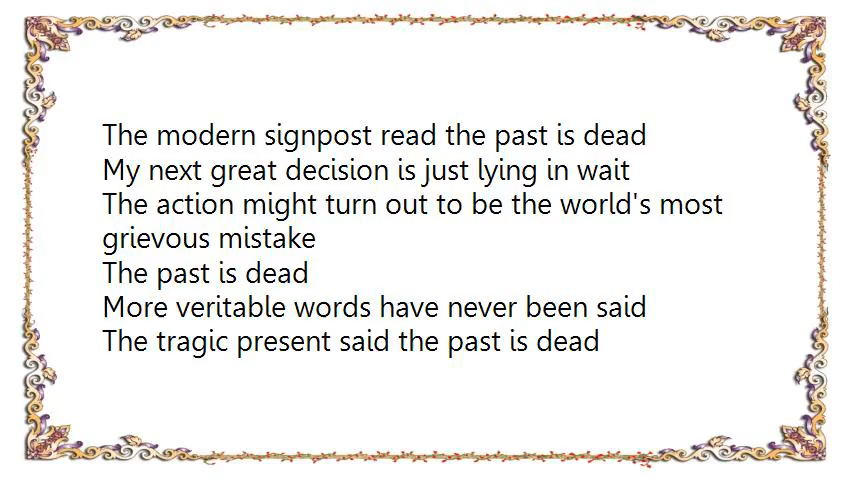 The modern signpost read the past is dead
My next great decision is just lying in wait
The action might turn out to be the world's most
grievous mistake
The past is dead
More veritable words have never been said
The tragic present said the past is dead